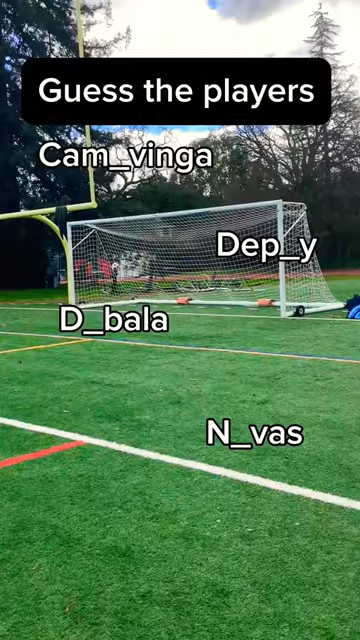 Guess the players
Cam_vinga
Dep_y
D_bala
N_vas